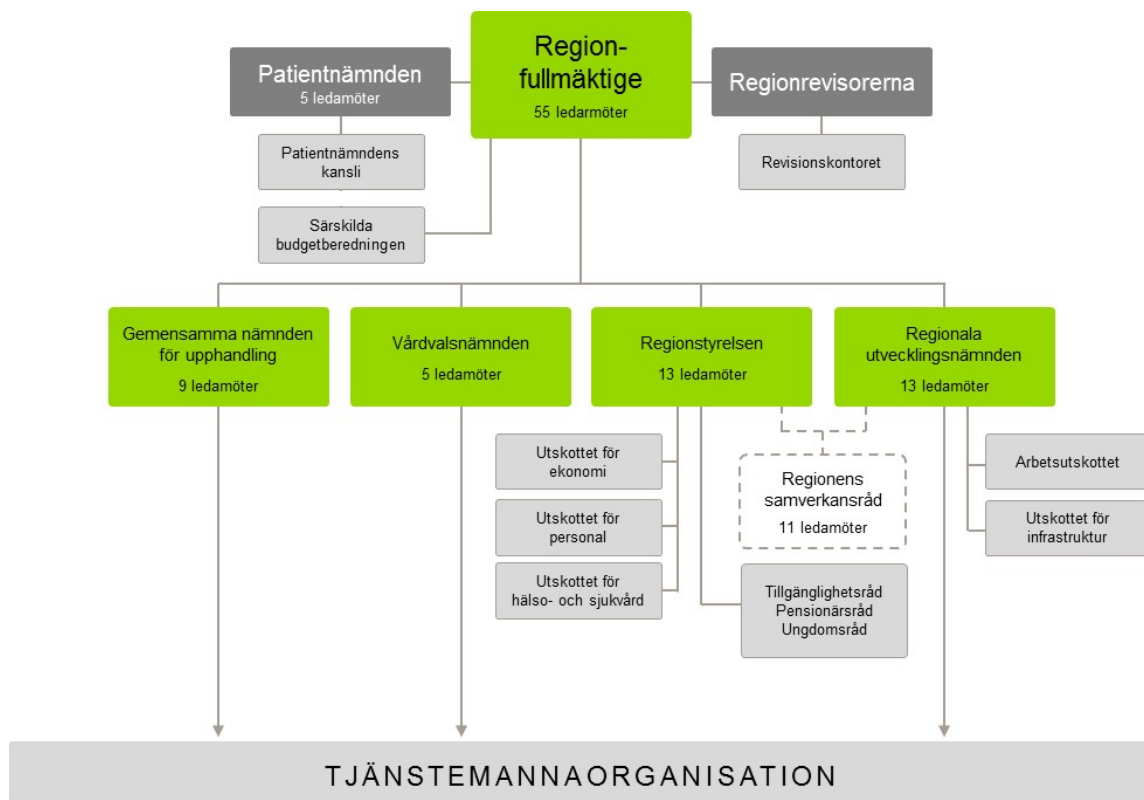 Region-
fullmäktige
55 ledarmöter
Patientnämnden
5 ledamöter
Regionrevisorerna
Patientnämndens
kansli
Revisionskontoret
Särskilda
budgetberedningen
Gemensamma nämnden
för upphandling
9 ledamöter
Vårdvalsnämnden
5 ledamöter
Regionstyrelsen
13 ledamöter
Regionala
utvecklingsnämnden
13 ledamöter
Utskottet för
ekonomi
Utskottet för
personal
Utskottet för
hälso- och sjukvård
Regionens
samverkansråd
11 ledamöter
Tillgänglighetsråd
Pensionärsråd
Ungdomsråd
Arbetsutskottet
Utskottet för
infrastruktur
TJÄNSTEMANNAORGANISATION